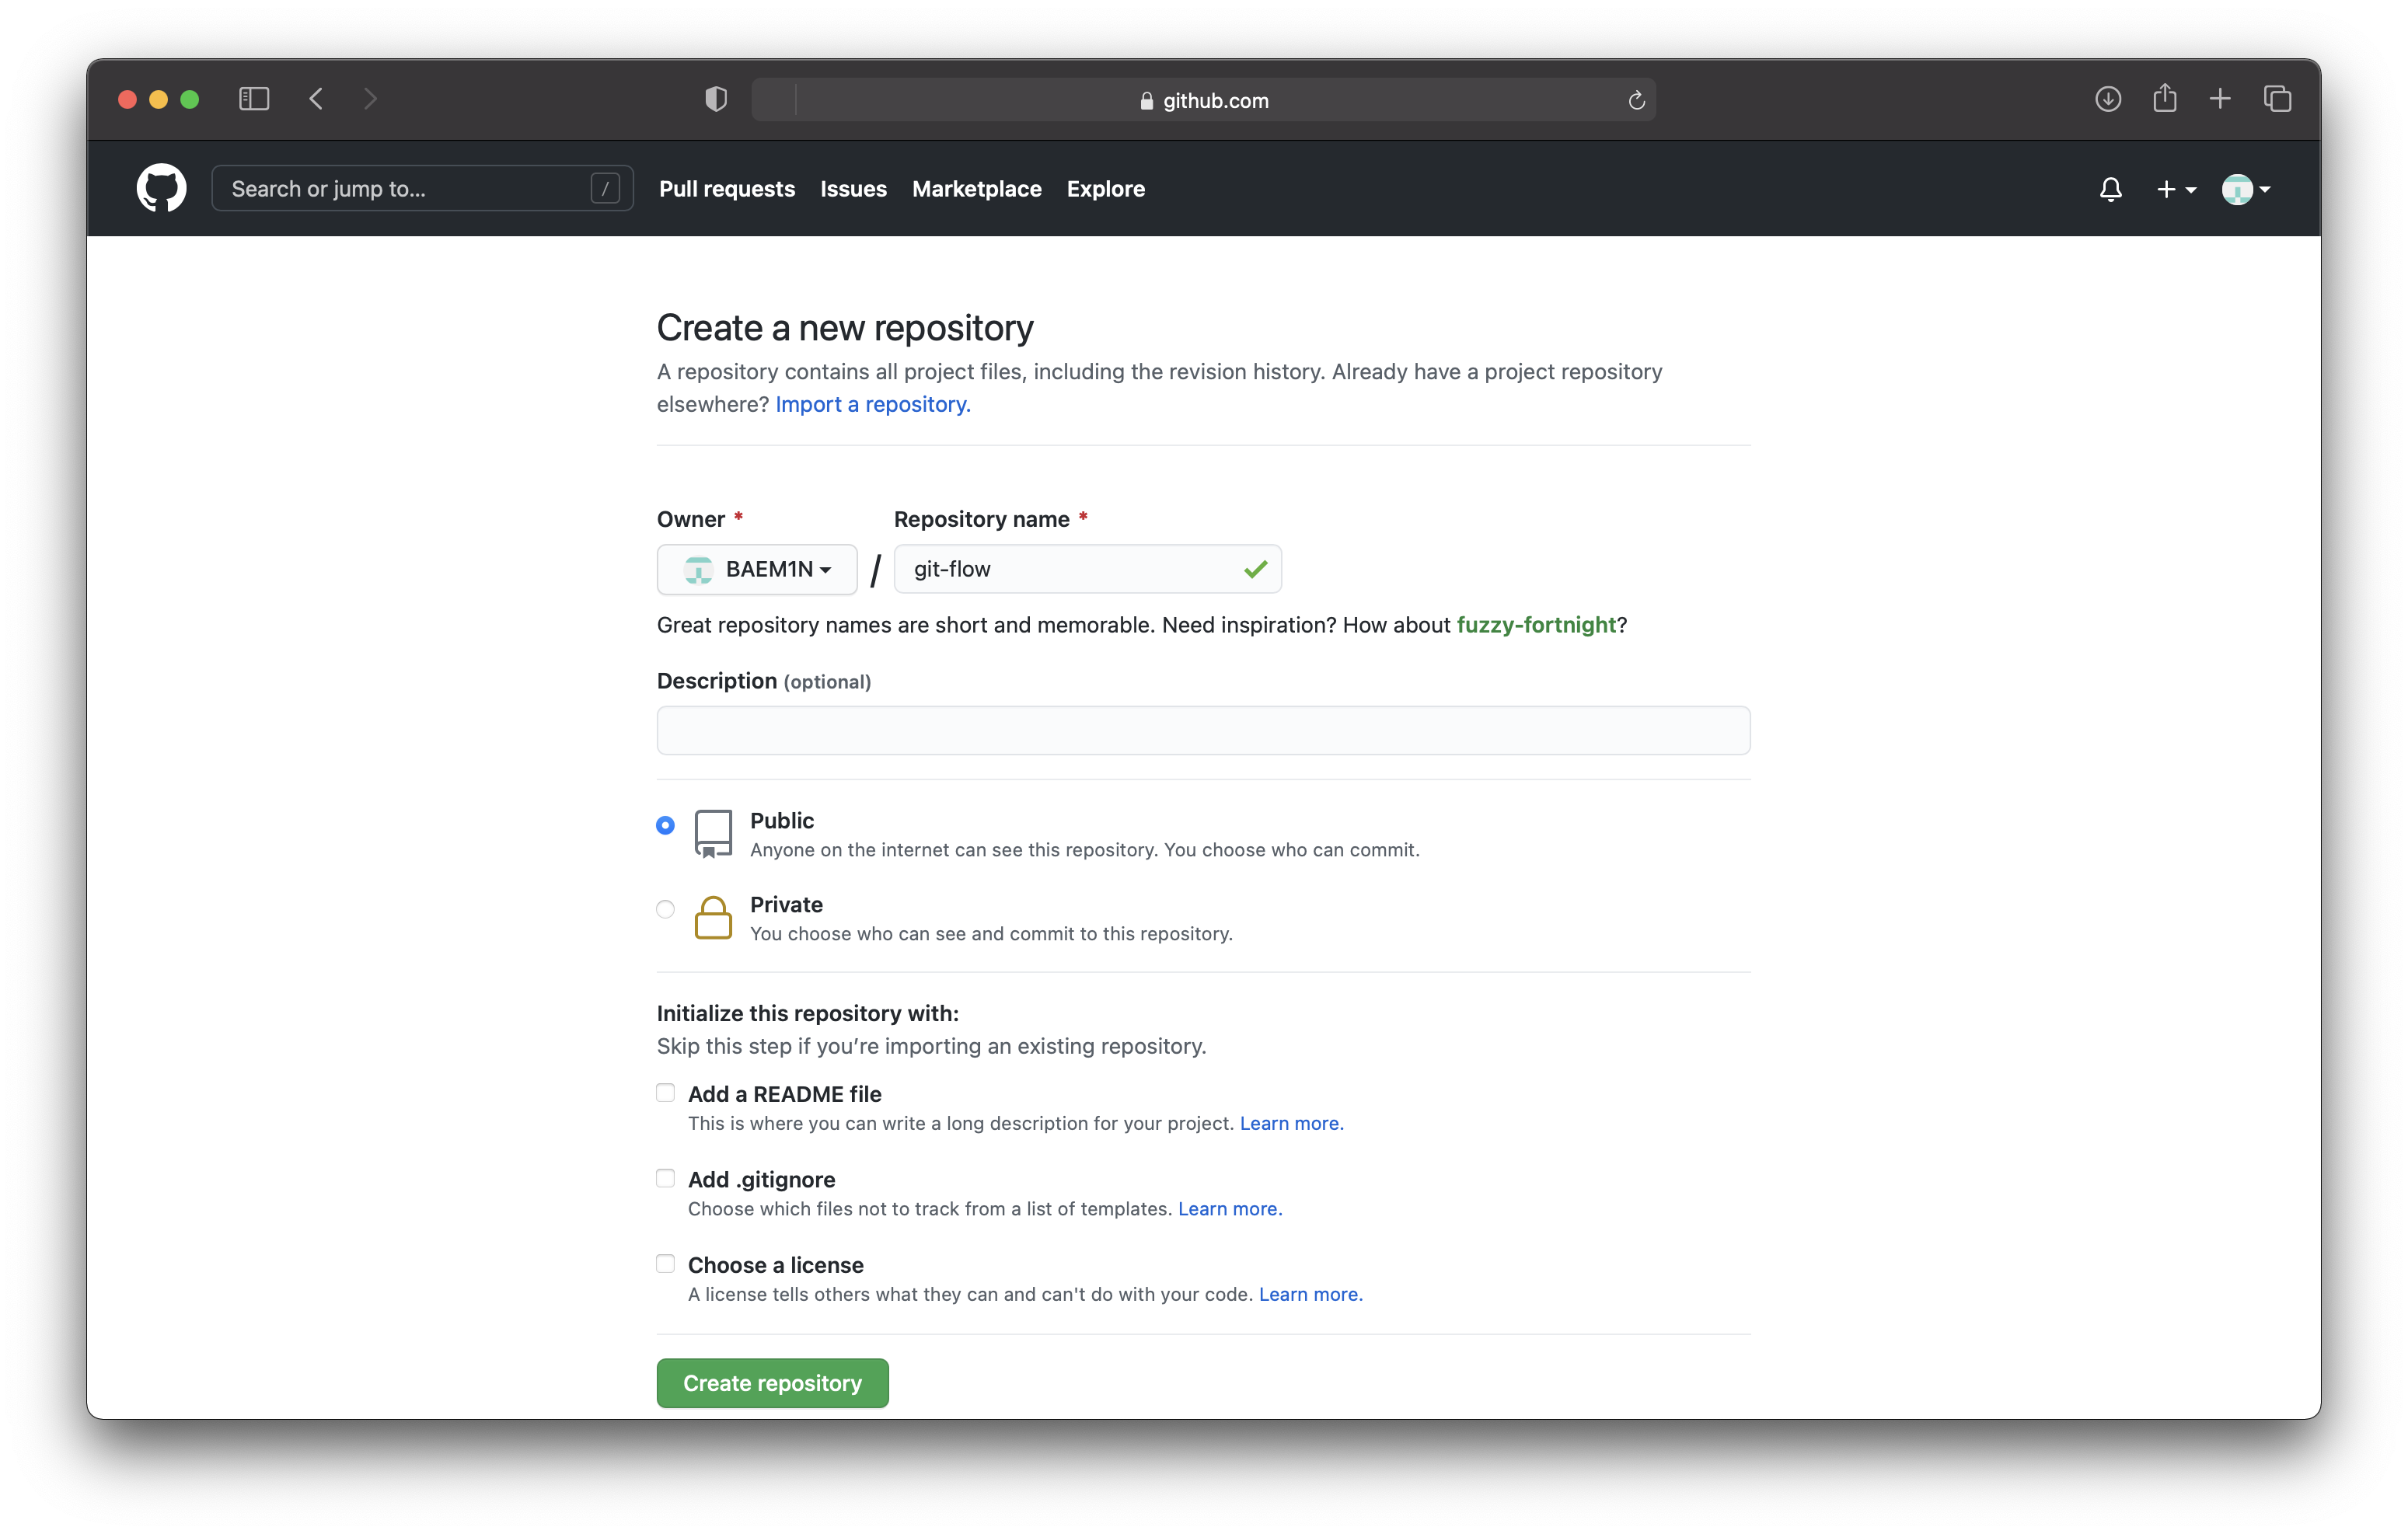 github.com
Search or jump to... /
Pull requests Issues Marketplace Explore
Create a new repository
A repository contains all project files, including the revision history. Already have a project repository
elsewhere? Import a repository.
Owner * Repository name *
BAEM1N / git-flow
Great repository names are short and memorable. Need inspiration? How about fuzzy-fortnight?
Description (optional)
Public
Anyone on the internet can see this repository. You choose who can commit.
Private
You choose who can see and commit to this repository.
Initialize this repository with:
Skip this step if you’re importing an existing repository.
Add a README file
This is where you can write a long description for your project. Learn more.
Add .gitignore
Choose which files not to track from a list of templates. Learn more.
Choose a license
A license tells others what they can and can't do with your code. Learn more.
Create repository